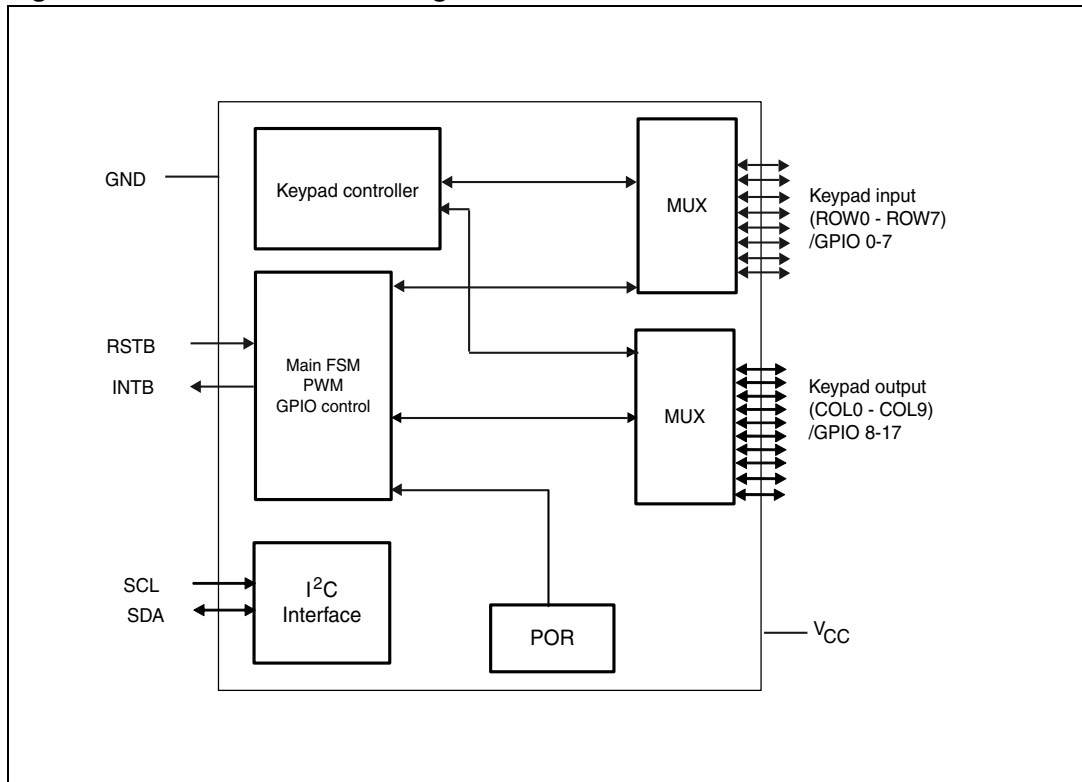 GND
Keypad controller
MUX
Keypad input
(ROW0 - ROW7)
/GPIO 0-7
RSTB
INTB
Main FSM
PWM
GPIO control
MUX
Keypad output
(COL0 - COL9)
/GPIO 8-17
SCL
SDA
I²C
Interface
POR
VCC